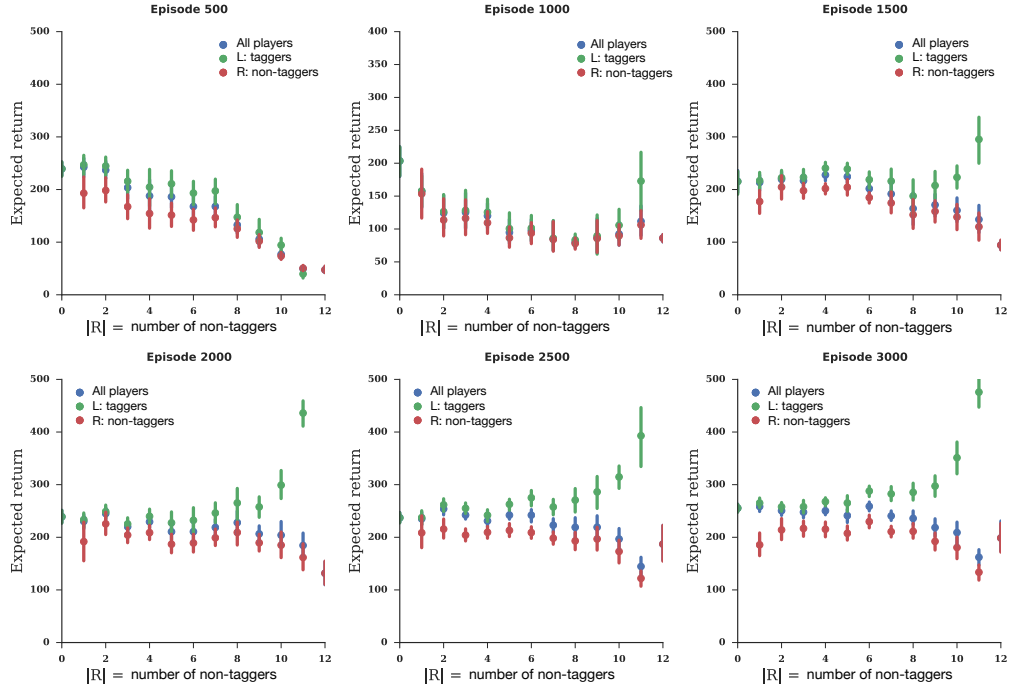 Episode 500
500
400
300
200
100
0
0 2 4 6 8 10 12
Expected return
|R| = number of non-taggers
All players
L: taggers
R: non-taggers
Episode 1000
400
350
300
250
200
150
100
50
0
0 2 4 6 8 10 12
Expected return
|R| = number of non-taggers
All players
L: taggers
R: non-taggers
Episode 1500
500
400
300
200
100
0
0 2 4 6 8 10 12
Expected return
|R| = number of non-taggers
All players
L: taggers
R: non-taggers
Episode 2000
500
400
300
200
100
0
0 2 4 6 8 10 12
Expected return
|R| = number of non-taggers
All players
L: taggers
R: non-taggers
Episode 2500
500
400
300
200
100
0
0 2 4 6 8 10 12
Expected return
|R| = number of non-taggers
All players
L: taggers
R: non-taggers
Episode 3000
500
400
300
200
100
0
0 2 4 6 8 10 12
Expected return
|R| = number of non-taggers
All players
L: taggers
R: non-taggers